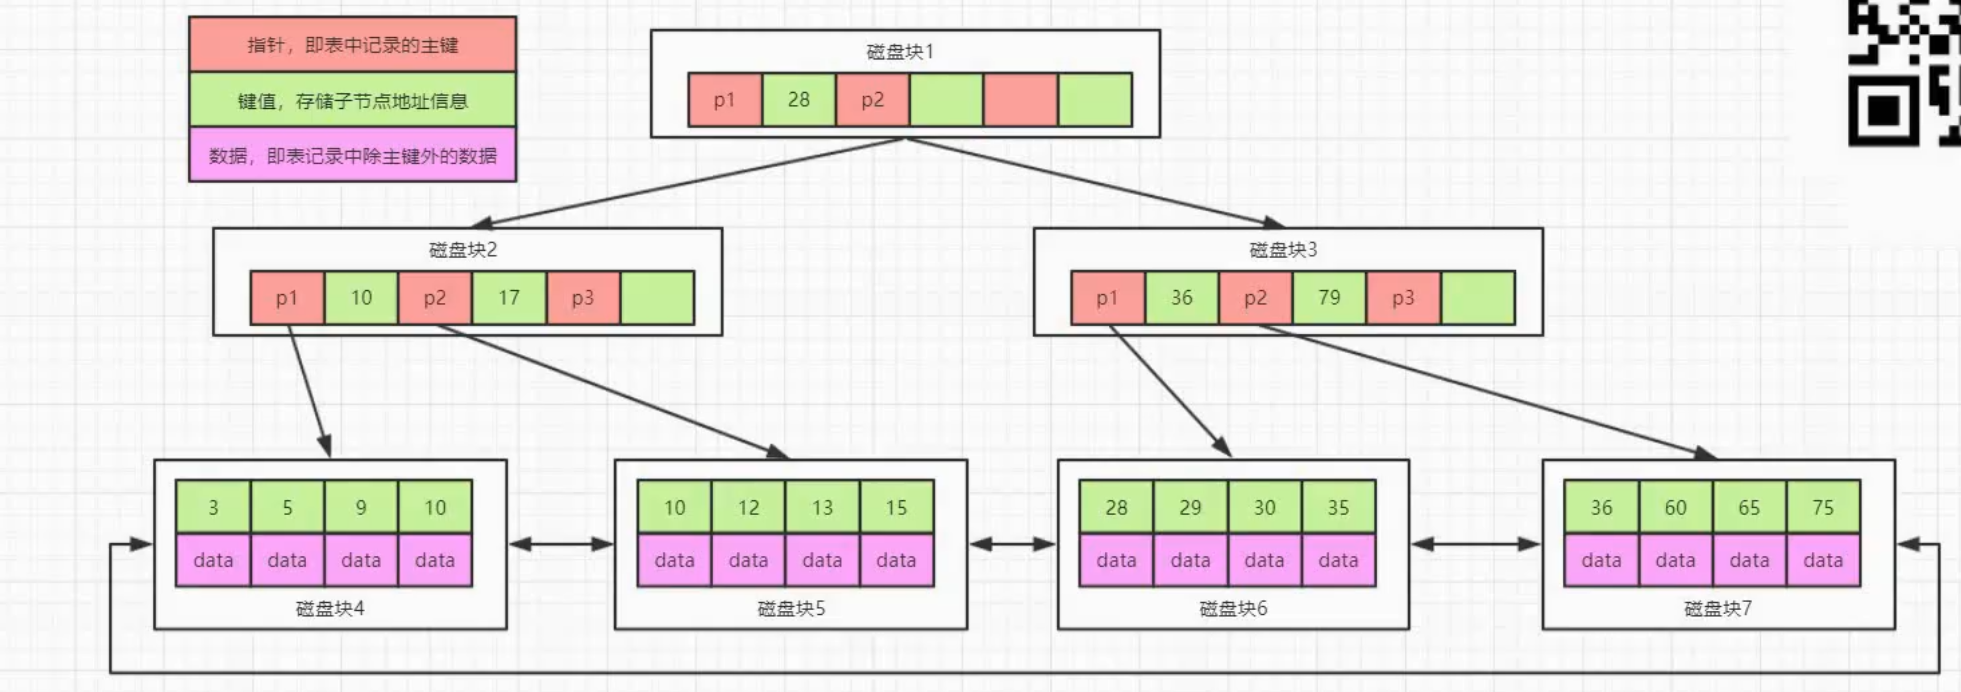 指针，即表中记录的主键
键值，存储子节点地址信息
数据，即表记录中除主键外的数据
磁盘块1
p1 28 p2
磁盘块2
p1 10 p2 17 p3
磁盘块3
p1 36 p2 79 p3
3 5 9 10
data data data data
磁盘块4
10 12 13 15
data data data data
磁盘块5
28 29 30 35
data data data data
磁盘块6
36 60 65 75
data data data data
磁盘块7